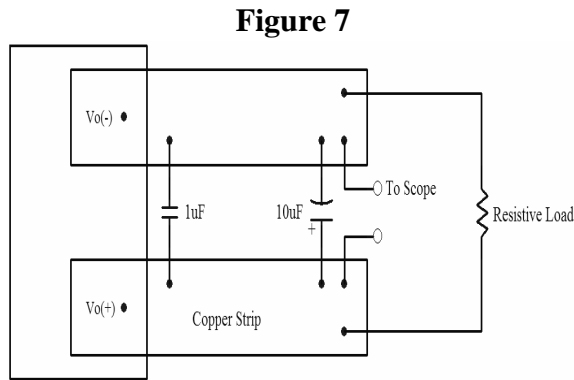 Figure 7
Vo(-)
To Scope
1uF
10uF
+
Resistive Load
Vo(+)
Copper Strip